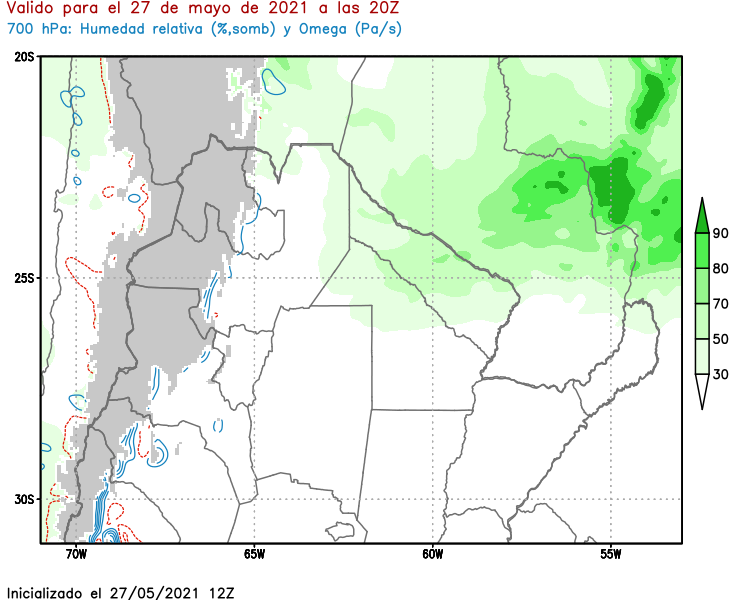 Valido para el 27 de mayo de 2021 a las 20Z
700 hPa: Humedad relativa (%,somb) y Omega (Pa/s)
20S
25S
30S
70W
65W
60W
55W
90
80
70
50
30
Inicializado el 27/05/2021 12Z